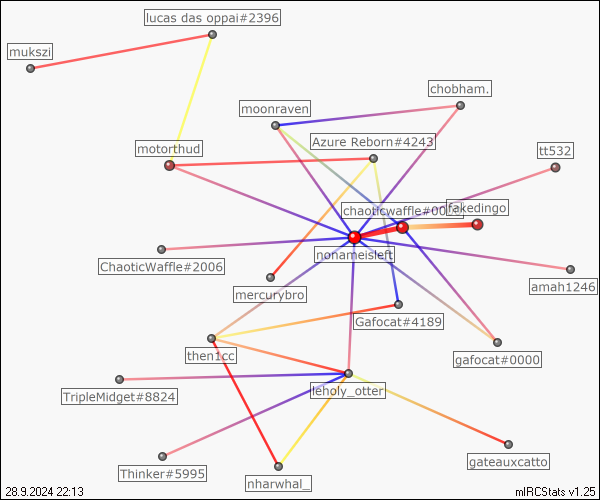 lucas das oppai#2396
mukszi
chobham.
moonraven
Azure Reborn#4243
motorthud
tt532
chaoticwaffle#0
fakedingo
nonameisleft
ChaoticWaffle#2006
amah1246
mercurybro
Gafocat#4189
then1cc
gafocat#0000
TripleMidget#8824
leholy_otter
Thinker#5995
gateauxcatto
nharwhal_
28.9.2024 22:13
mIRCStats v1.25